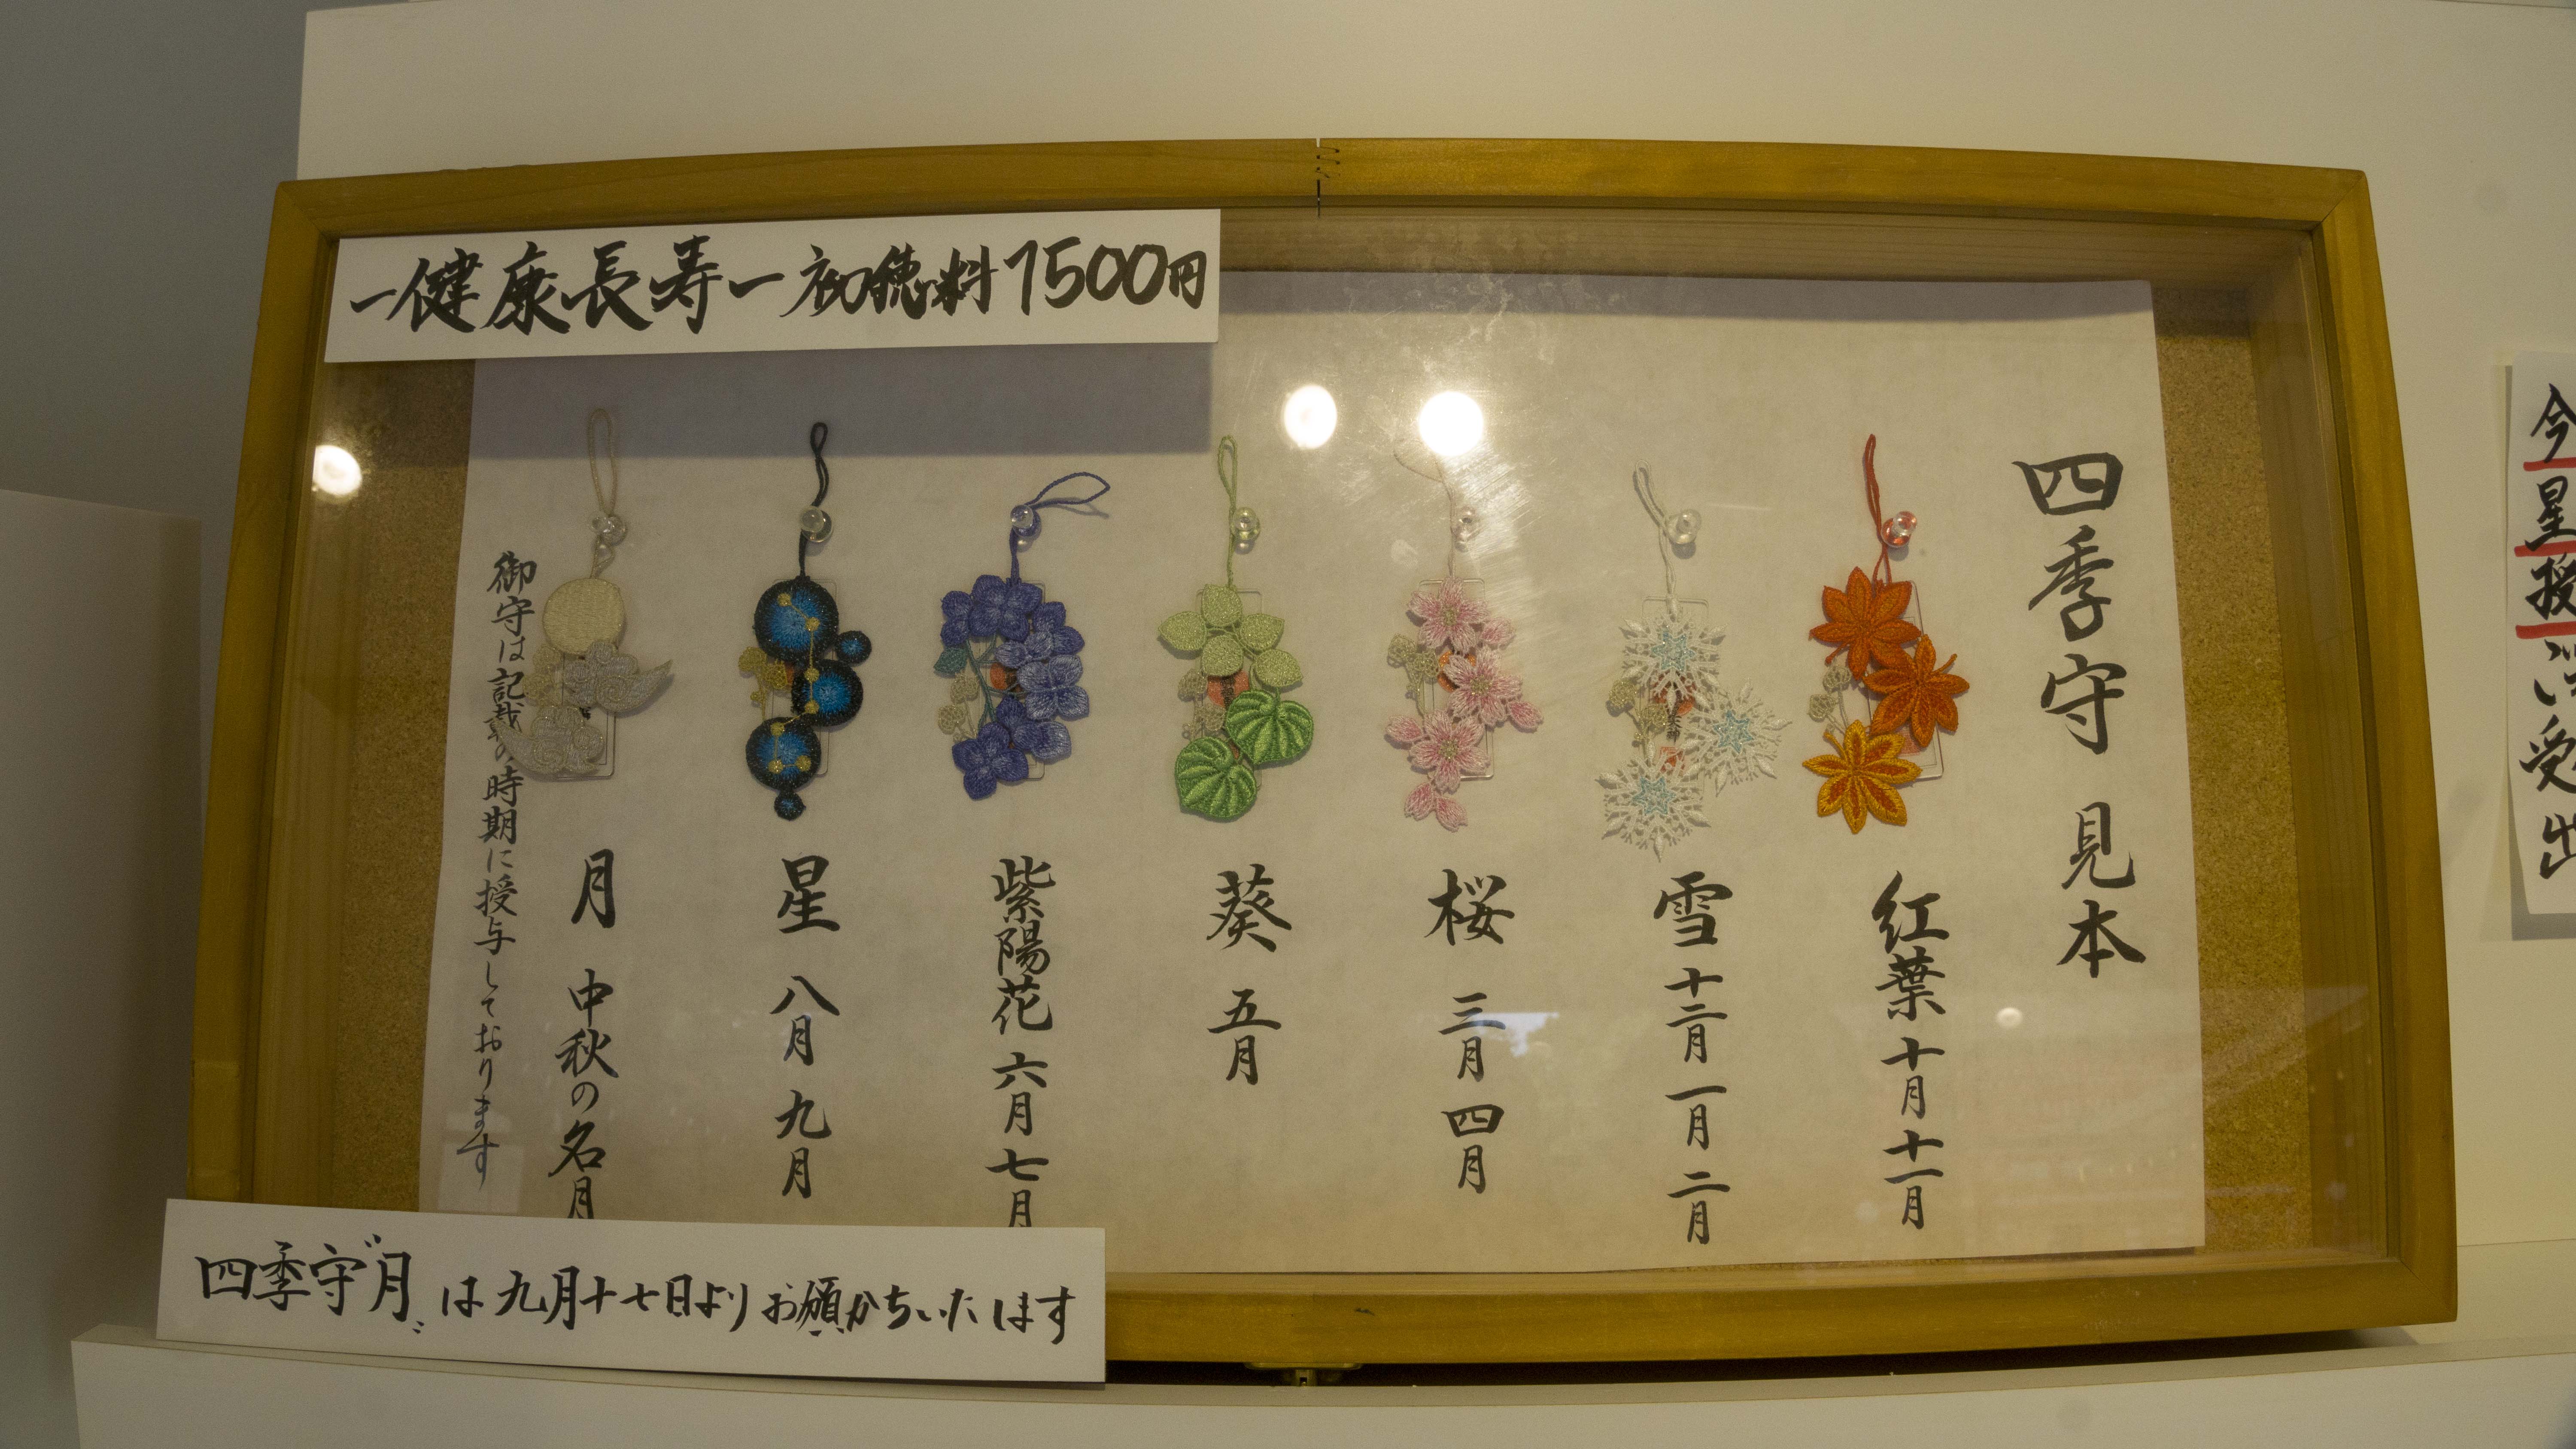 一健康長寿一初穂料1500円
四季守 見本
紅葉 十月 十一月
雪 十二月 一月 二月
桜 三月 四月
葵 五月
紫陽花 六月 七月
星 八月 九月
月 中秋の名月
御守は記載の時期に授与しております
四季守〝月〟は九月十七日よりお頒かちいたします
今
星授
受
出